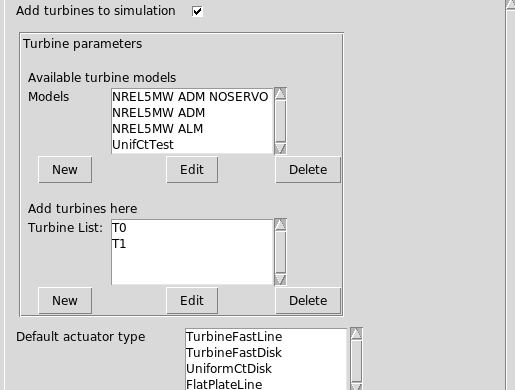 Add turbines to simulation
Turbine parameters
Available turbine models
Models
NREL5MW ADM NOSERVO
NREL5MW ADM
NREL5MW ALM
UnifCtTest
New Edit Delete
Add turbines here
Turbine List:
T0
T1
New Edit Delete
Default actuator type
TurbineFastLine
TurbineFastDisk
UniformCtDisk
FlatPlateLine